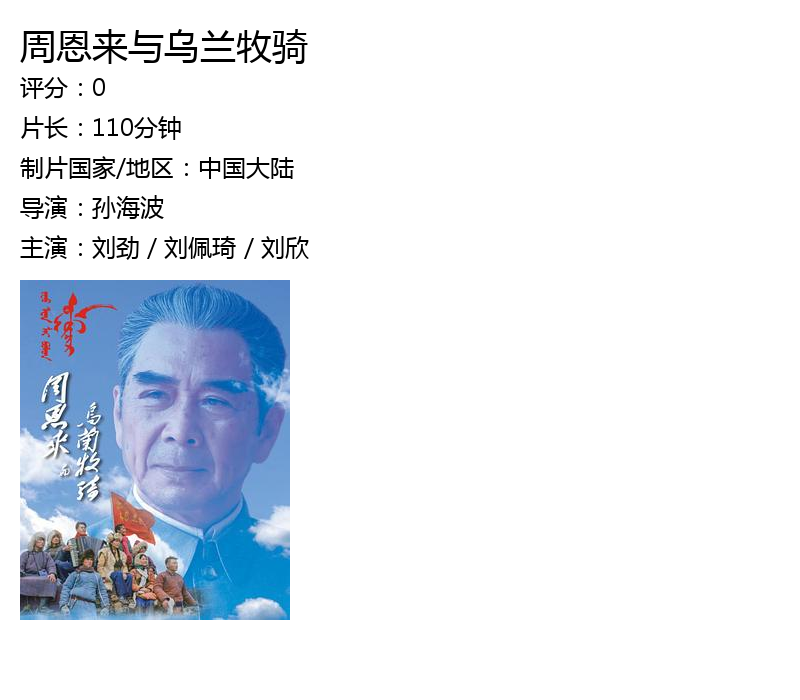 周恩来与乌兰牧骑
评分：0
片长：110分钟
制片国家/地区：中国大陆
导演：孙海波
主演：刘劲 / 刘佩琦 / 刘欣
周恩来
与
乌兰牧骑